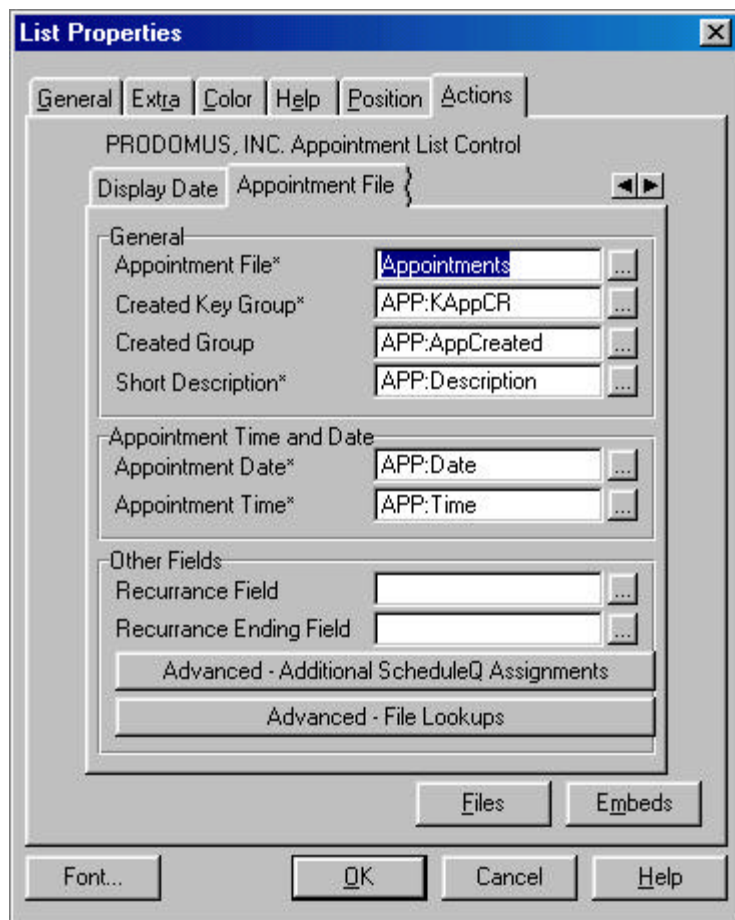 List Properties
General Extra Color Help Position Actions
PRODOMUS, INC. Appointment List Control
Display Date Appointment File
General
Appointment File* Appointments ...
Created Key Group* APP:KAppCR ...
Created Group APP:AppCreated ...
Short Description* APP:Description ...
Appointment Time and Date
Appointment Date* APP:Date ...
Appointment Time* APP:Time ...
Other Fields
Recurrance Field ...
Recurrance Ending Field ...
Advanced - Additional ScheduleQ Assignments
Advanced - File Lookups
Files Embeds
Font... OK Cancel Help